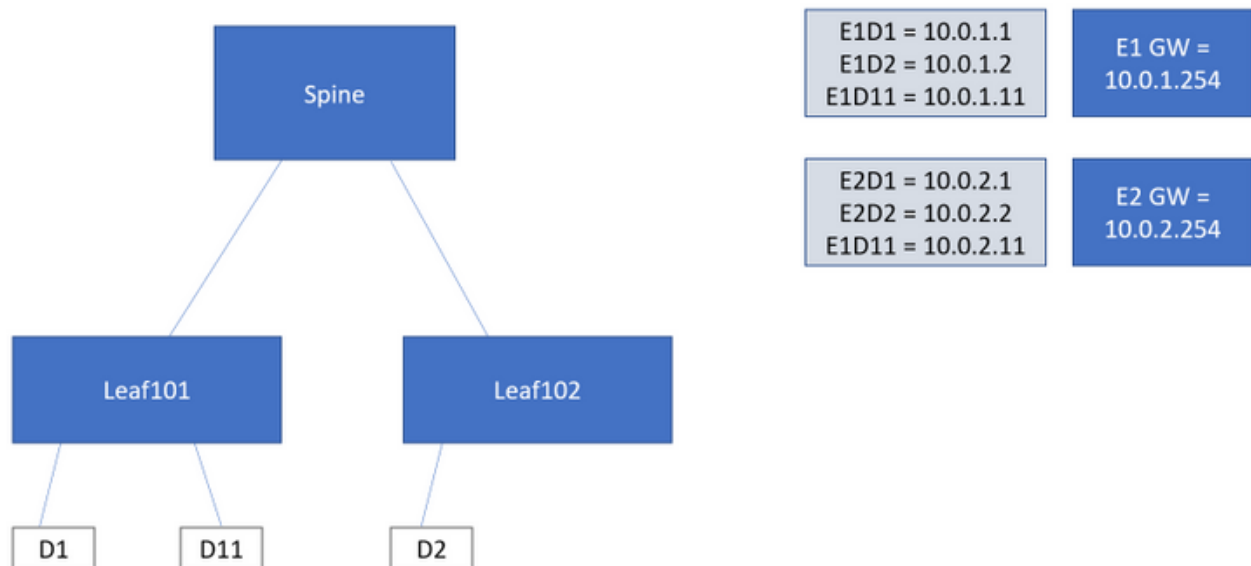 Spine
Leaf101
Leaf102
D1
D11
D2
E1D1 = 10.0.1.1
E1D2 = 10.0.1.2
E1D11 = 10.0.1.11
E1 GW =
10.0.1.254
E2D1 = 10.0.2.1
E2D2 = 10.0.2.2
E1D11 = 10.0.2.11
E2 GW =
10.0.2.254